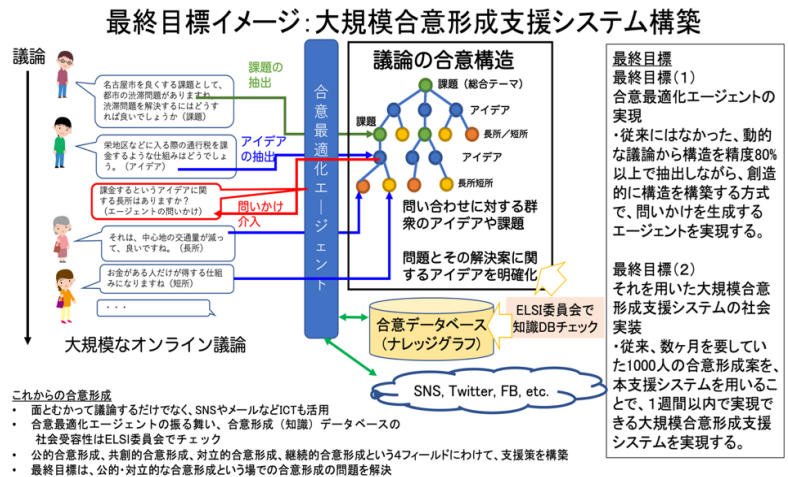 最終目標イメージ：大規模合意形成支援システム構築
議論
名古屋市を良くする課題として、
都市の渋滞問題がありますね。
渋滞問題を解決するにはどうす
れば良いでしょうか（課題）
栄地区などに入る際の通行税を課
金するような仕組みはどうでしょ
う。（アイデア）
課金するというアイデアに関
する長所はありますか？
（エージェントの問いかけ）
それは、中心地の交通量が減っ
て、良いですね。（長所）
お金がある人だけが得する仕組
みになりますね（短所）
・・・
大規模なオンライン議論
課題の
抽出
アイデア
の抽出
問いかけ
介入
合意最適化エージェント
議論の合意構造
課題（総合テーマ）
アイデア
課題
長所／短所
アイデア
長所短所
問い合わせに対する群
衆のアイデアや課題
問題とその解決案に関
するアイデアを明確化
合意データベース
（ナレッジグラフ）
ELSI委員会で
知識DBチェック
SNS, Twitter, FB, etc.
最終目標
最終目標（１）
合意最適化エージェントの
実現
・従来にはなかった、動的
な議論から構造を精度80%
以上で抽出しながら、創造
的に構造を構築する方式
で、問いかけを生成する
エージェントを実現する。
最終目標（２）
それを用いた大規模合意
形成支援システムの社会
実装
・従来、数ヶ月を要してい
た1000人の合意形成案を、
本支援システムを用いるこ
とで、１週間以内で実現で
きる大規模合意形成支援
システムを実現する。
これからの合意形成
• 面とむかって議論するだけでなく、SNSやメールなどICTも活用
• 合意最適化エージェントの振る舞い、合意形成（知識）データベースの
社会受容性はELSI委員会でチェック
• 公的合意形成、共創的合意形成、対立的合意形成、継続的合意形成という４フィールドにわけて、支援策を構築
• 最終目標は、公的・対立的な合意形成という場での合意形成の問題を解決